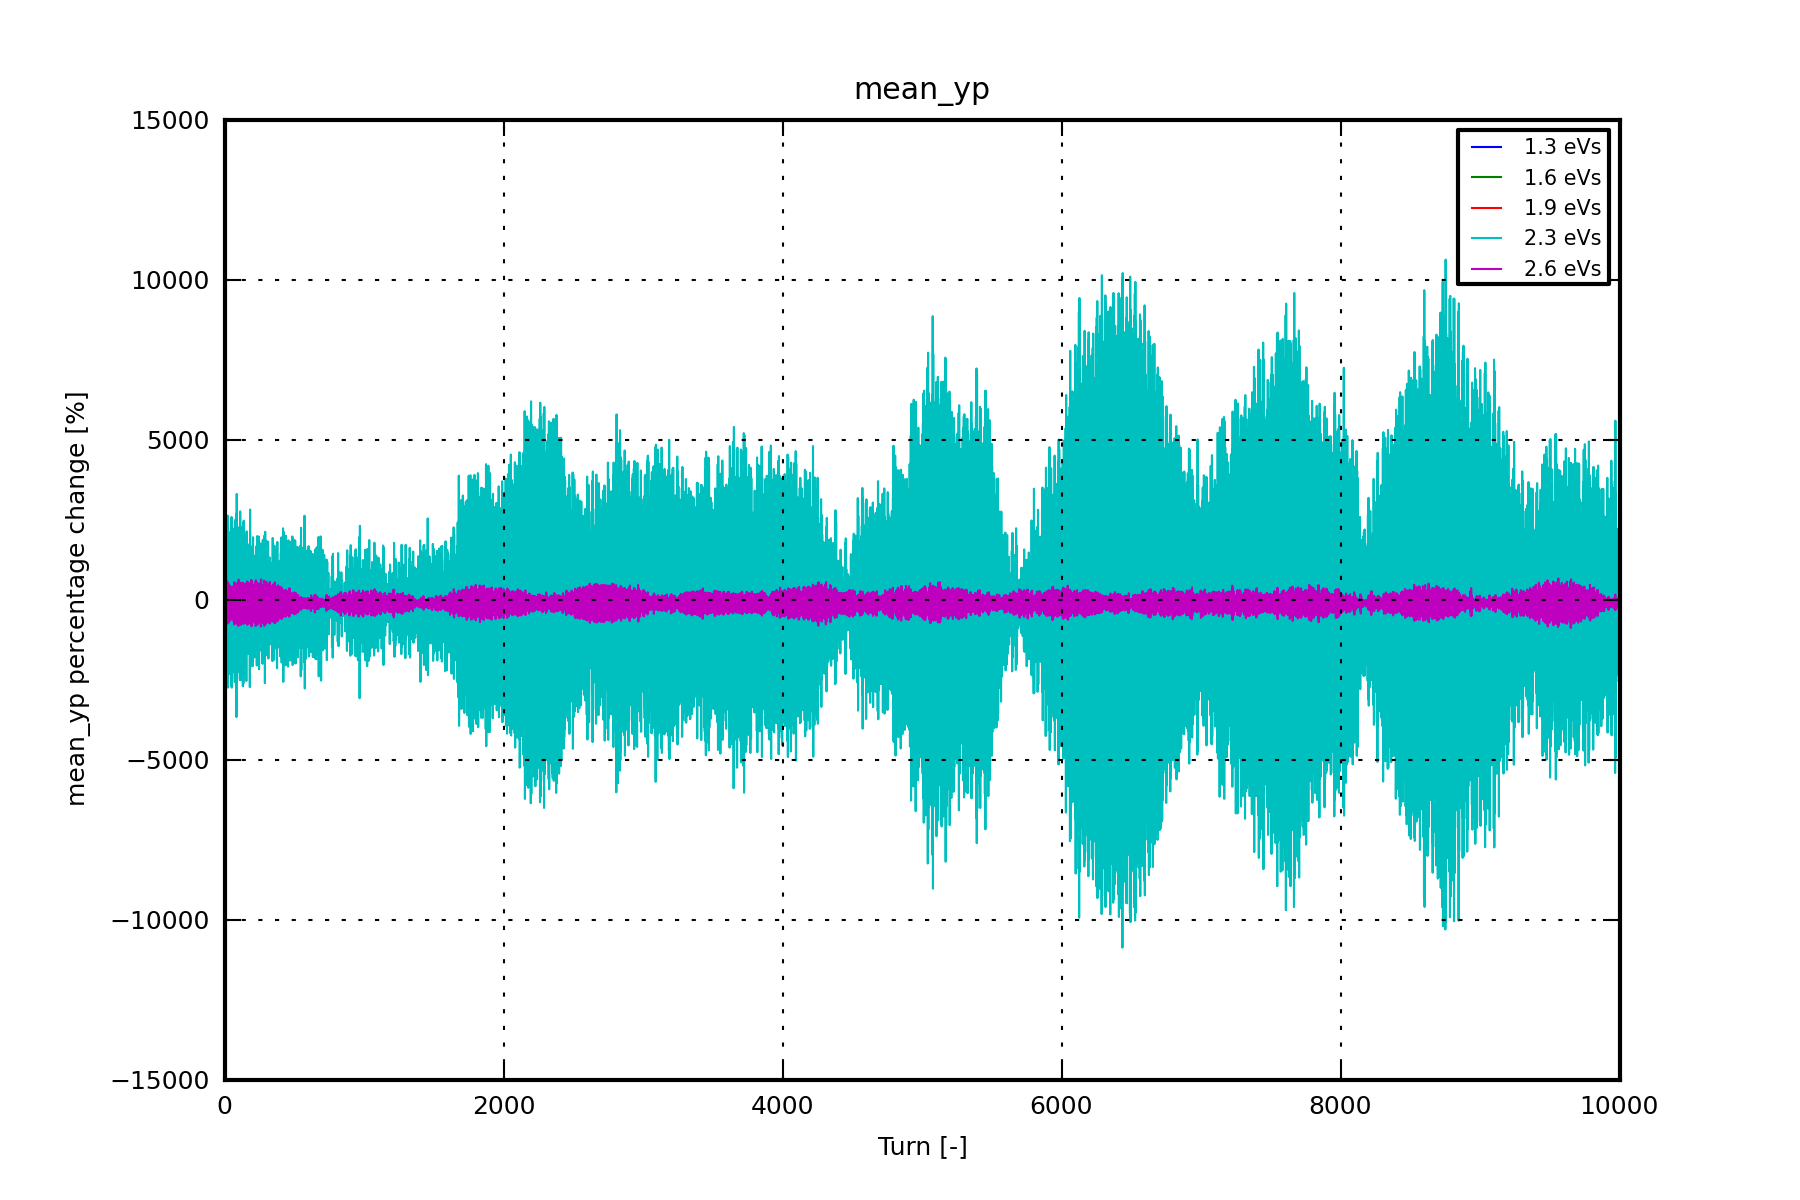 mean_yp
15000
10000
5000
0
−5000
−10000
−15000
mean_yp percentage change [%]
1.3 eVs
1.6 eVs
1.9 eVs
2.3 eVs
2.6 eVs
0 2000 4000 6000 8000 10000
Turn [-]